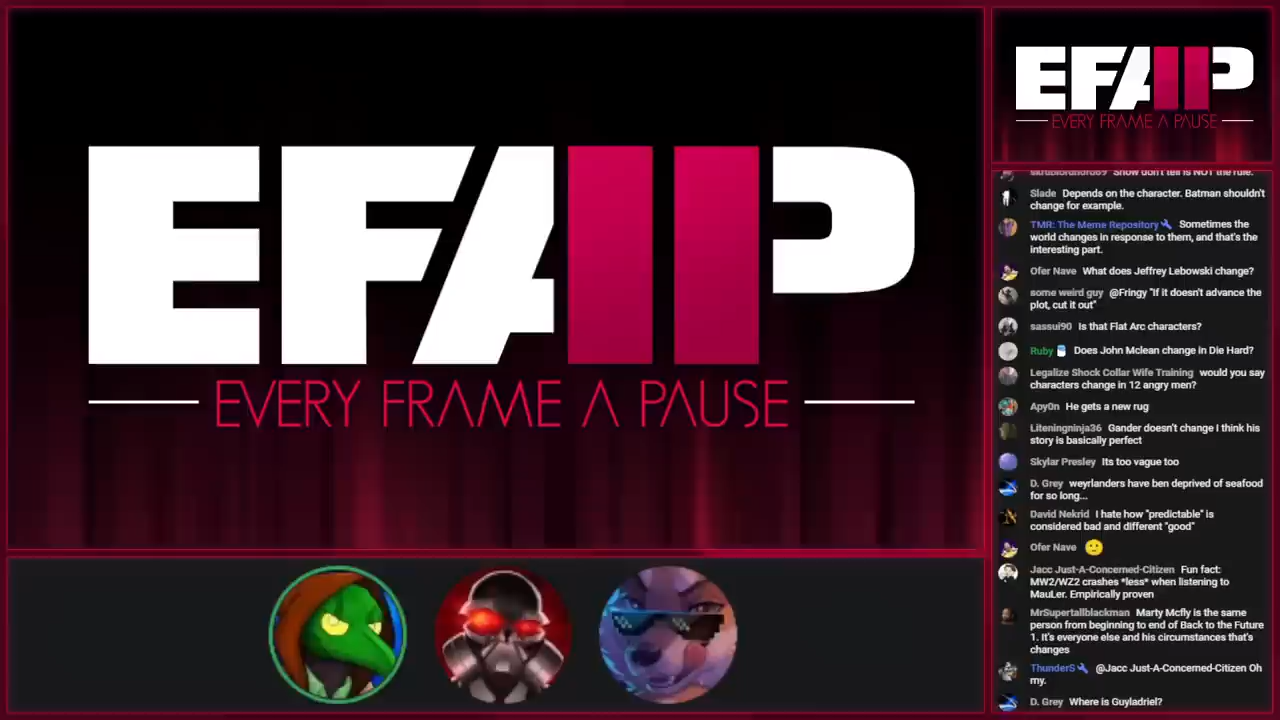 EFAP
EVERY FRAME A PAUSE
EFAP
EVERY FRAME A PAUSE
Show don't tell is NOT the rule.
Slade Depends on the character. Batman shouldn't
change for example.
TMR: The Meme Repository Sometimes the
world changes in response to them, and that's the
interesting part.
Ofer Nave What does Jeffrey Lebowski change?
some weird guy @Fringy "If it doesn't advance the
plot, cut it out"
sassui90 Is that Flat Arc characters?
Ruby Does John Mclean change in Die Hard?
Legalize Shock Collar Wife Training would you say
characters change in 12 angry men?
Apy0n He gets a new rug
Liteningninja36 Gander doesn't change I think his
story is basically perfect
Skylar Presley Its too vague too
D. Grey weyrlanders have ben deprived of seafood
for so long...
David Nekrid I hate how "predictable" is
considered bad and different "good"
Ofer Nave
Jacc Just-A-Concerned-Citizen Fun fact:
MW2/WZ2 crashes *less* when listening to
MauLer. Empirically proven
MrSupertallblackman Marty Mcfly is the same
person from beginning to end of Back to the Future
1. It's everyone else and his circumstances that's
changes
ThunderS @Jacc Just-A-Concerned-Citizen Oh
my.
D. Grey Where is Guyladriel?